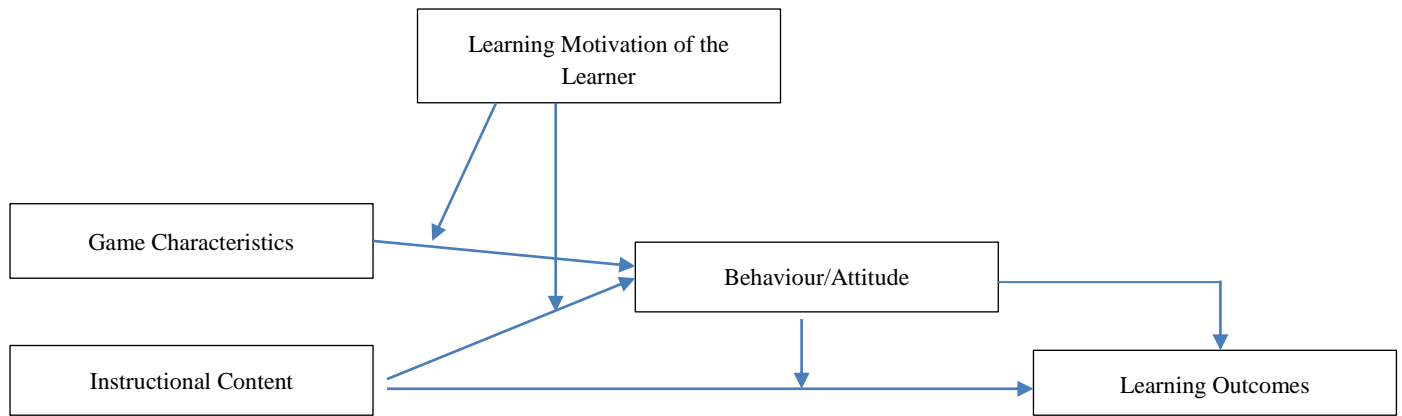 Learning Motivation of the
Learner
Game Characteristics
Behaviour/Attitude
Instructional Content
Learning Outcomes